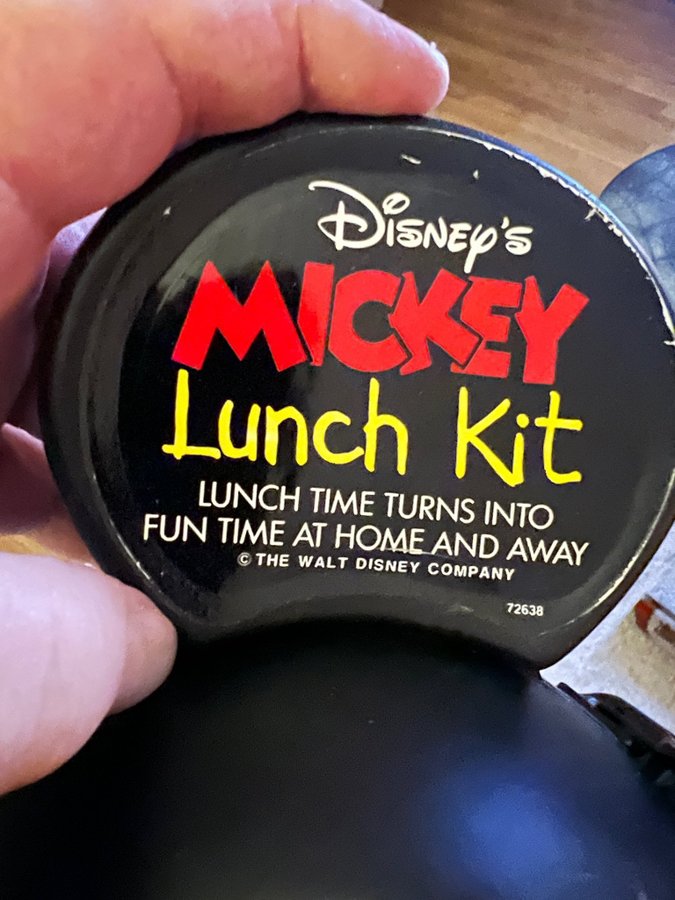 DISNEY'S
MICKEY
Lunch Kit
LUNCH TIME TURNS INTO
FUN TIME AT HOME AND AWAY
© THE WALT DISNEY COMPANY
72638